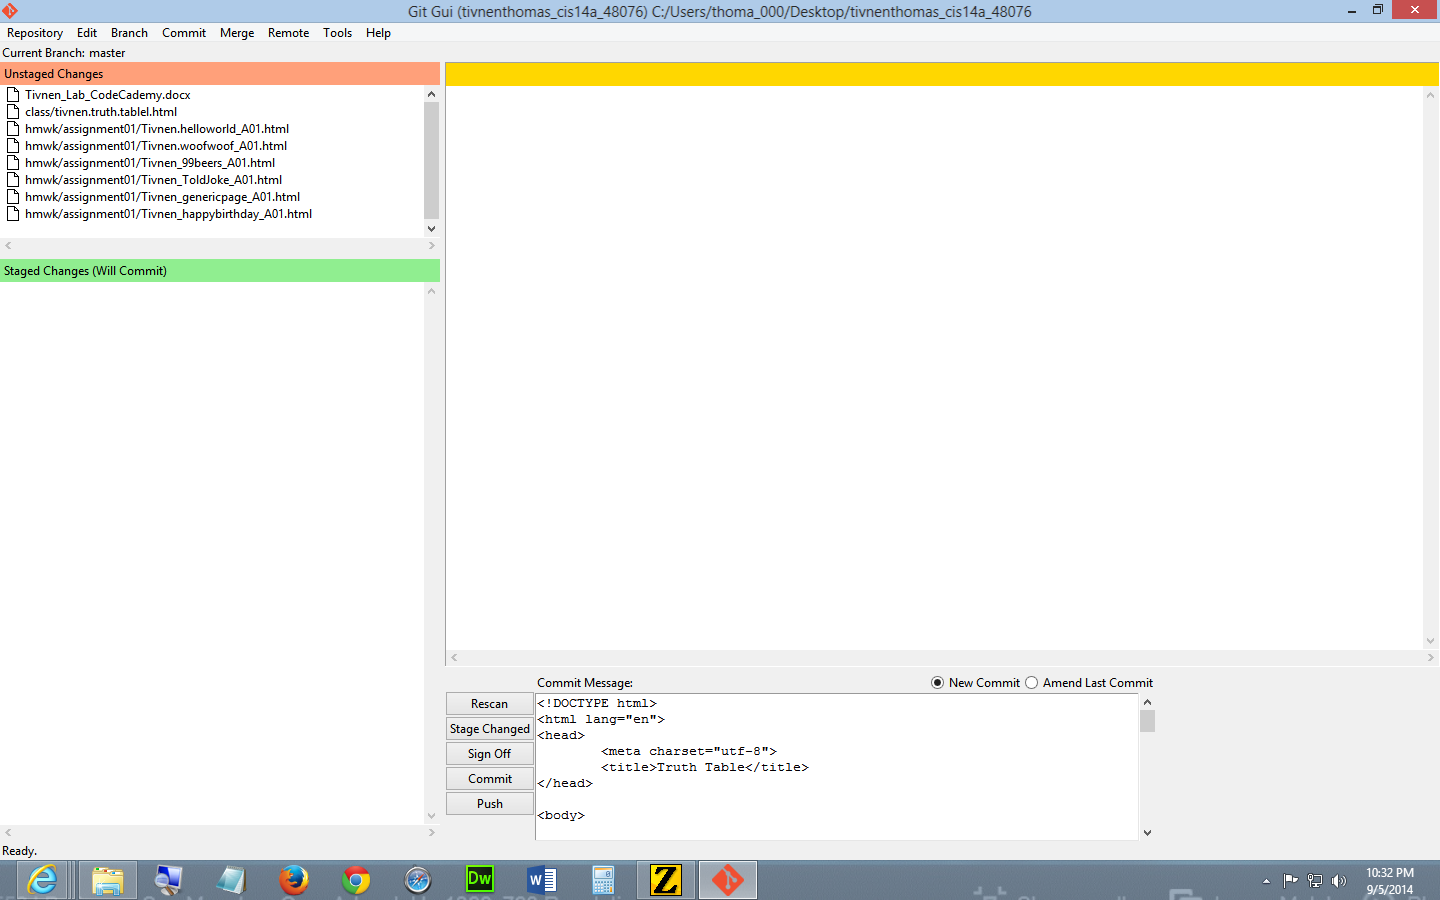 Git Gui (tivnenthomas_cis14a_48076) C:/Users/thoma_000/Desktop/tivnenthomas_cis14a_48076
Repository Edit Branch Commit Merge Remote Tools Help
Current Branch: master
Unstaged Changes
Tivnen_Lab_CodeCademy.docx
class/tivnen.truth.tablel.html
hmwk/assignment01/Tivnen.helloworld_A01.html
hmwk/assignment01/Tivnen.woofwoof_A01.html
hmwk/assignment01/Tivnen_99beers_A01.html
hmwk/assignment01/Tivnen_ToldJoke_A01.html
hmwk/assignment01/Tivnen_genericpage_A01.html
hmwk/assignment01/Tivnen_happybirthday_A01.html
Staged Changes (Will Commit)
Commit Message:
New Commit
Amend Last Commit
Rescan
Stage Changed
Sign Off
Commit
Push
<!DOCTYPE html>
<html lang="en">
<head>
<meta charset="utf-8">
<title>Truth Table</title>
</head>
<body>
Ready.
Dw
W
Z
10:32 PM
9/5/2014